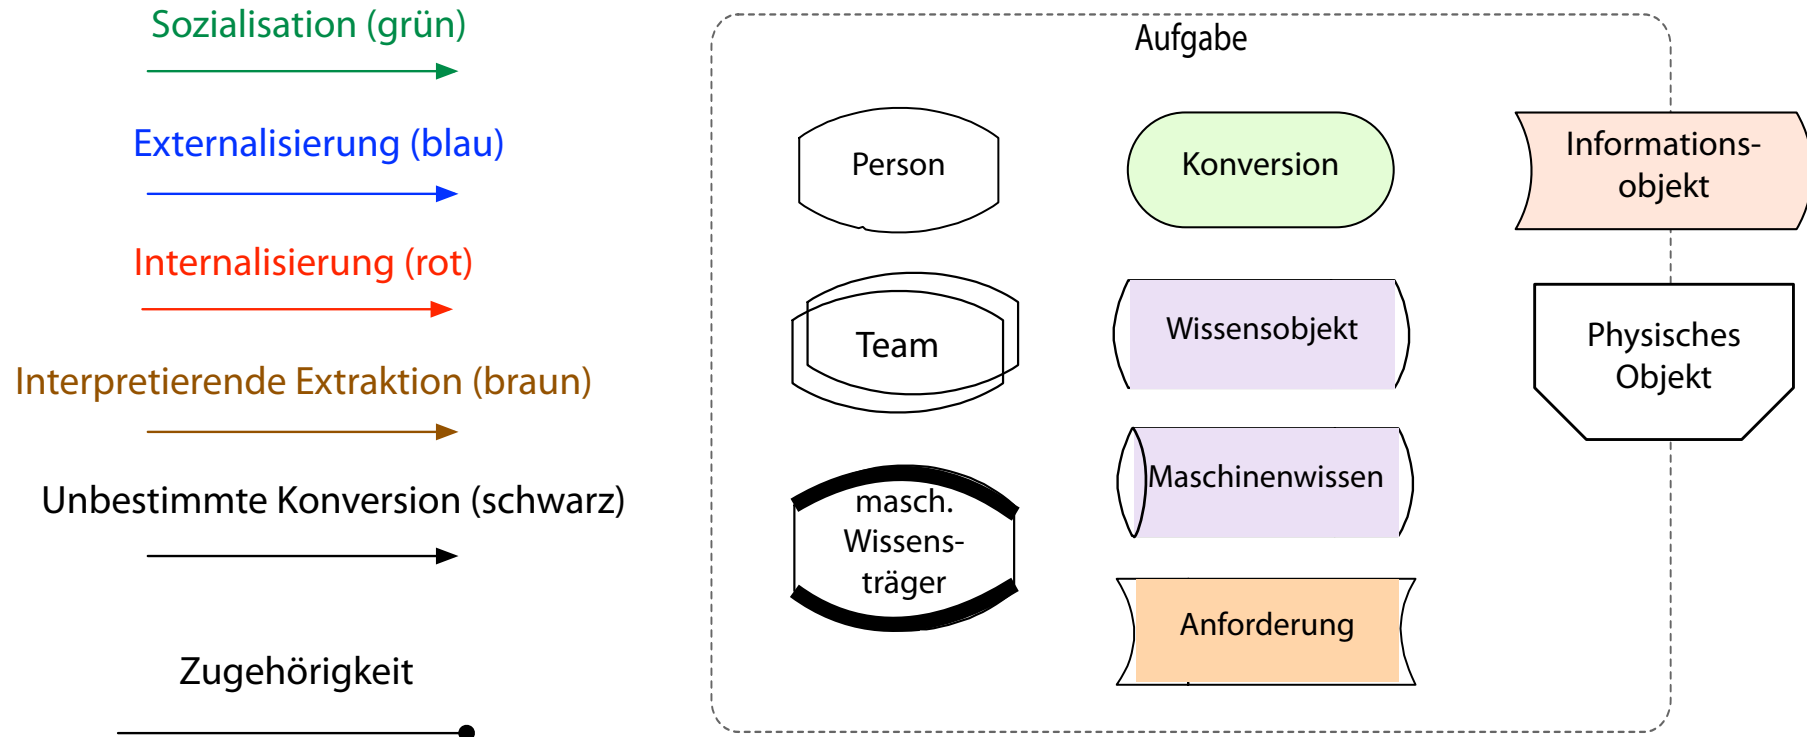 Sozialisation (grün)
Externalisierung (blau)
Internalisierung (rot)
Interpretierende Extraktion (braun)
Unbestimmte Konversion (schwarz)
Zugehörigkeit
Aufgabe
Person
Team
masch.
Wissens-
träger
Konversion
Wissensobjekt
Maschinenwissen
Anforderung
Informations-
objekt
Physisches
Objekt